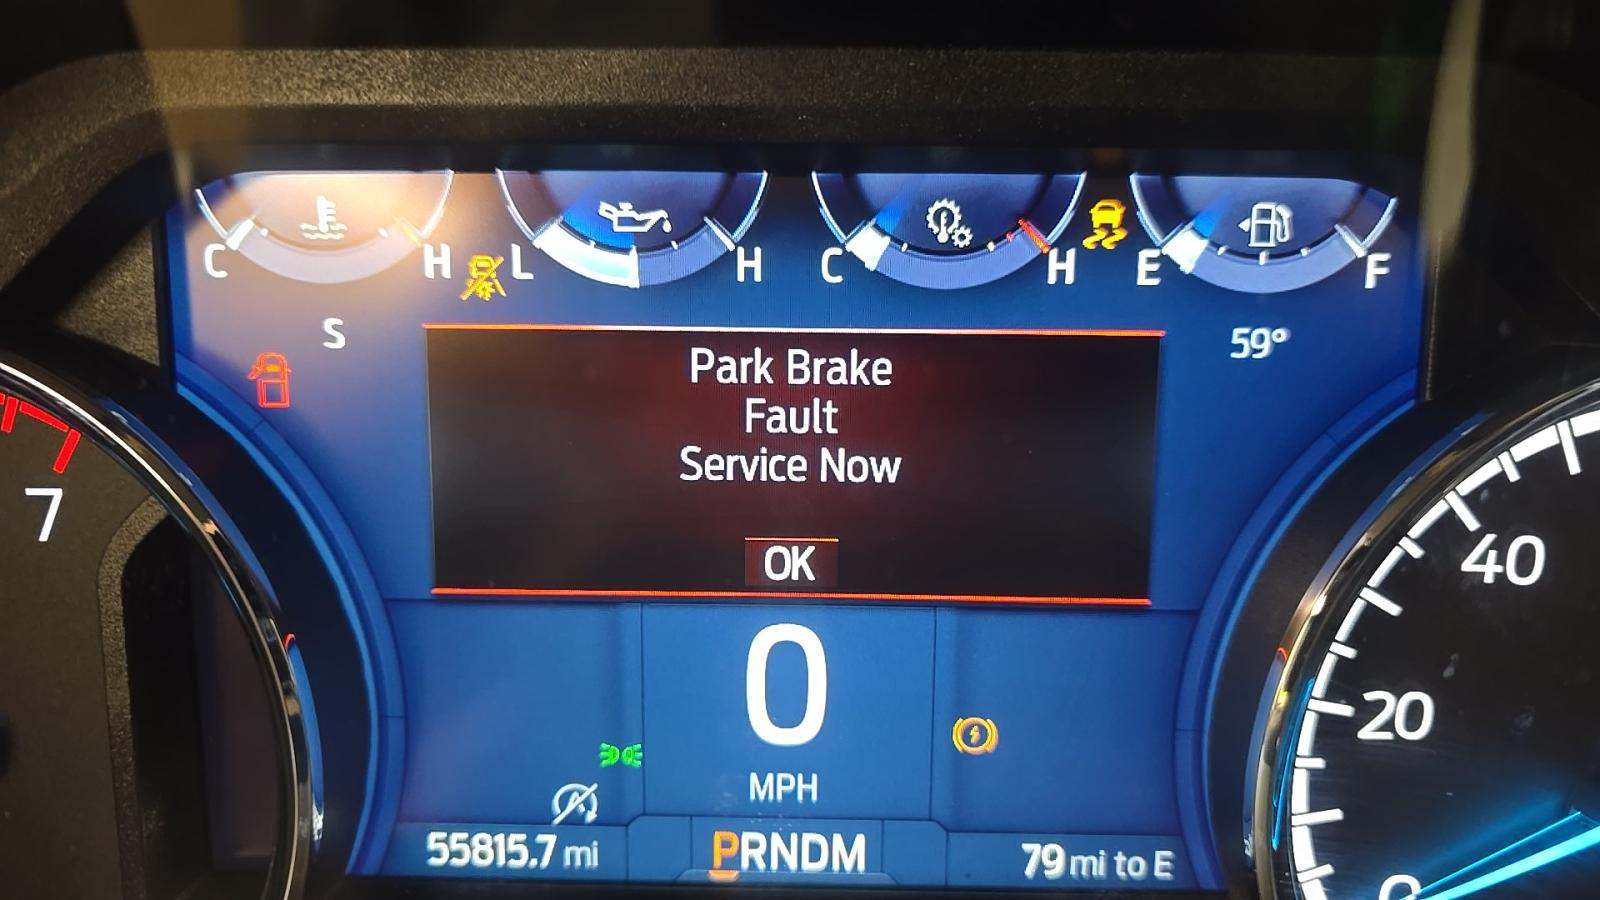 C H L H C H E F
S
59°
Park Brake
Fault
Service Now
OK
7
40
0
20
MPH
55815.7 mi
PRNDM
79 mi to E
0